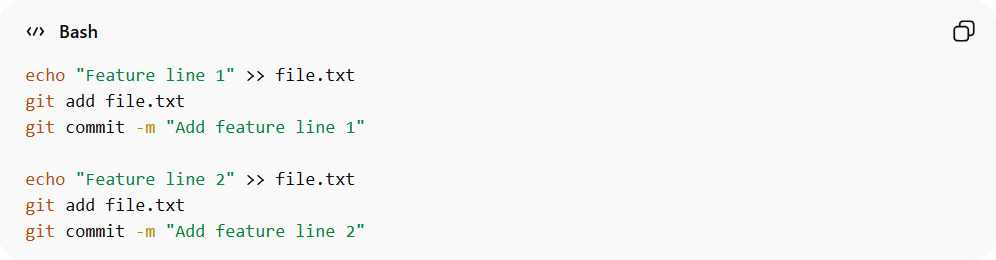 Bash
echo "Feature line 1" >> file.txt
git add file.txt
git commit -m "Add feature line 1"
echo "Feature line 2" >> file.txt
git add file.txt
git commit -m "Add feature line 2"